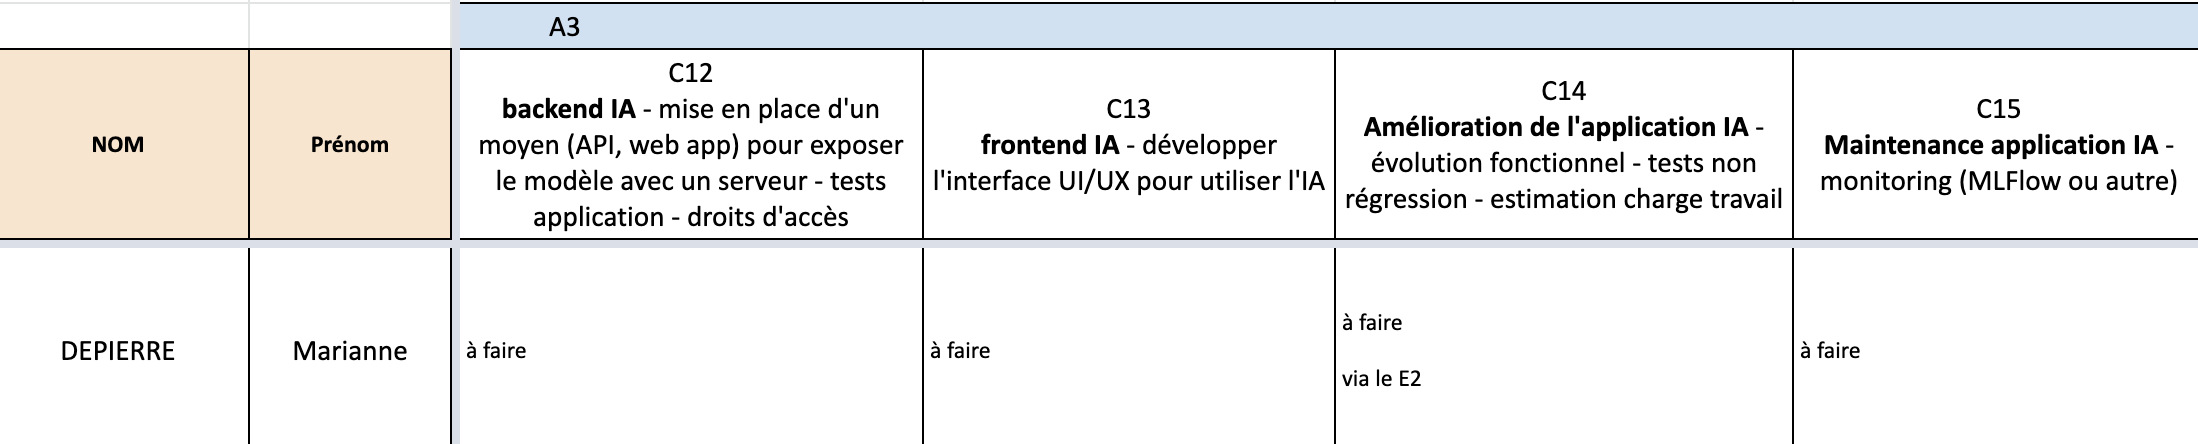 A3
NOM
Prénom
C12
backend IA - mise en place d'un
moyen (API, web app) pour exposer
le modèle avec un serveur - tests
application - droits d'accès
C13
frontend IA - développer
l'interface UI/UX pour utiliser l'IA
C14
Amélioration de l'application IA -
évolution fonctionnel - tests non
régression - estimation charge travail
C15
Maintenance application IA -
monitoring (MLFlow ou autre)
DEPIERRE
Marianne
à faire
à faire
à faire
via le E2
à faire